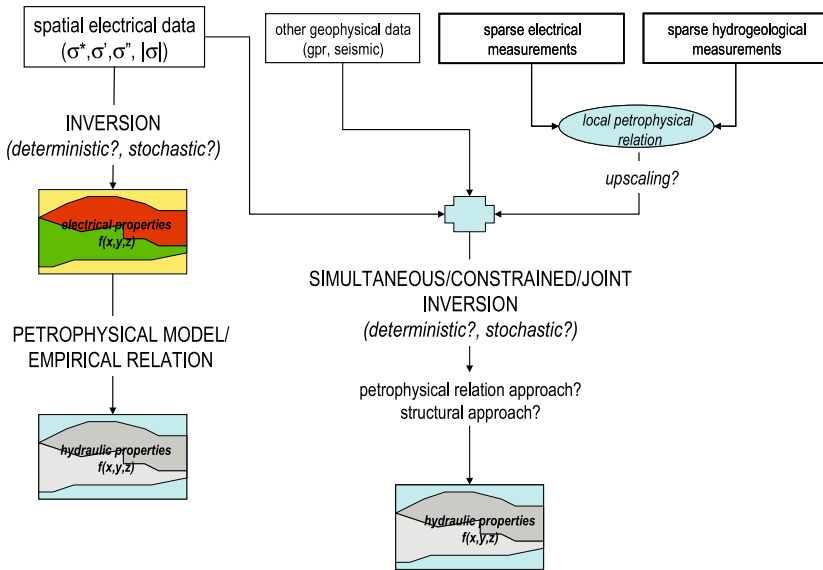 spatial electrical data
(σ*,σ',σ", |σ|)
other geophysical data
(gpr, seismic)
sparse electrical
measurements
sparse hydrogeological
measurements
local petrophysical
relation
upscaling?
INVERSION
(deterministic?, stochastic?)
electrical properties
f(x,y,z)
PETROPHYSICAL MODEL/
EMPIRICAL RELATION
hydraulic properties
f(x,y,z)
SIMULTANEOUS/CONSTRAINED/JOINT
INVERSION
(deterministic?, stochastic?)
petrophysical relation approach?
structural approach?
hydraulic properties
f(x,y,z)